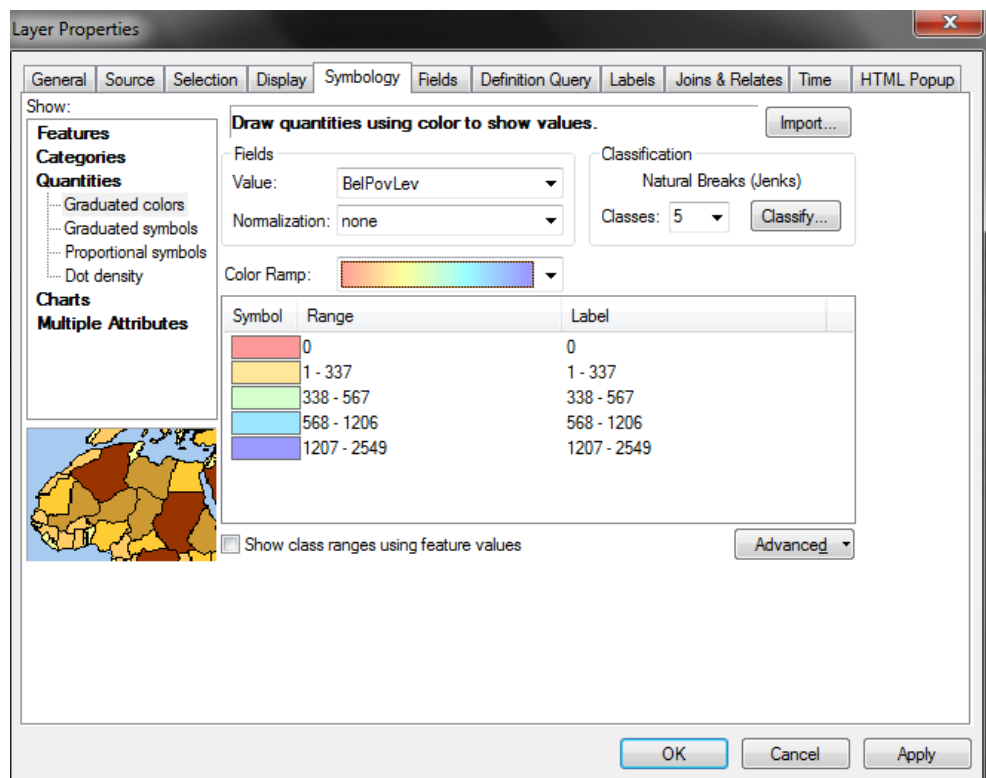 Layer Properties
General Source Selection Display Symbology Fields Definition Query Labels Joins & Relates Time HTML Popup
Show:
Features
Categories
Quantities
Graduated colors
Graduated symbols
Proportional symbols
Dot density
Charts
Multiple Attributes
Draw quantities using color to show values.
Import...
Fields
Value: BelPovLev
Normalization: none
Classification
Natural Breaks (Jenks)
Classes: 5 Classify...
Color Ramp:
Symbol Range Label
0 0
1 - 337 1 - 337
338 - 567 338 - 567
568 - 1206 568 - 1206
1207 - 2549 1207 - 2549
Show class ranges using feature values
Advanced
OK Cancel Apply